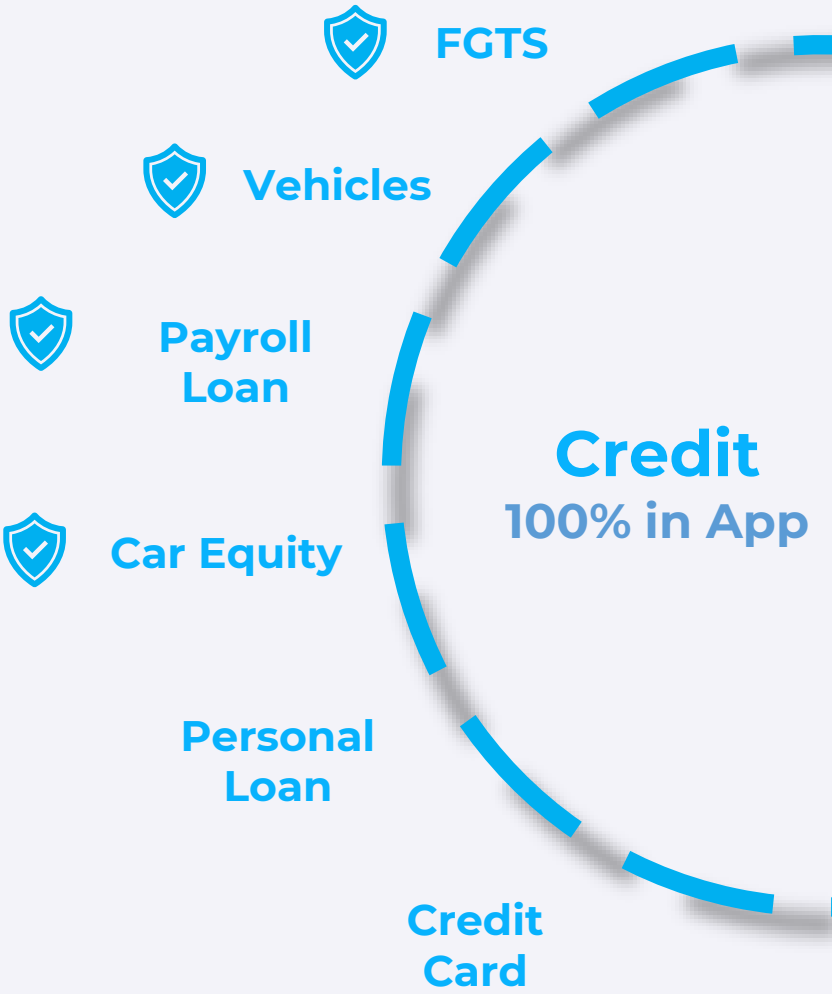 FGTS
Vehicles
Payroll
Loan
Credit
100% in App
Car Equity
Personal
Loan
Credit
Card